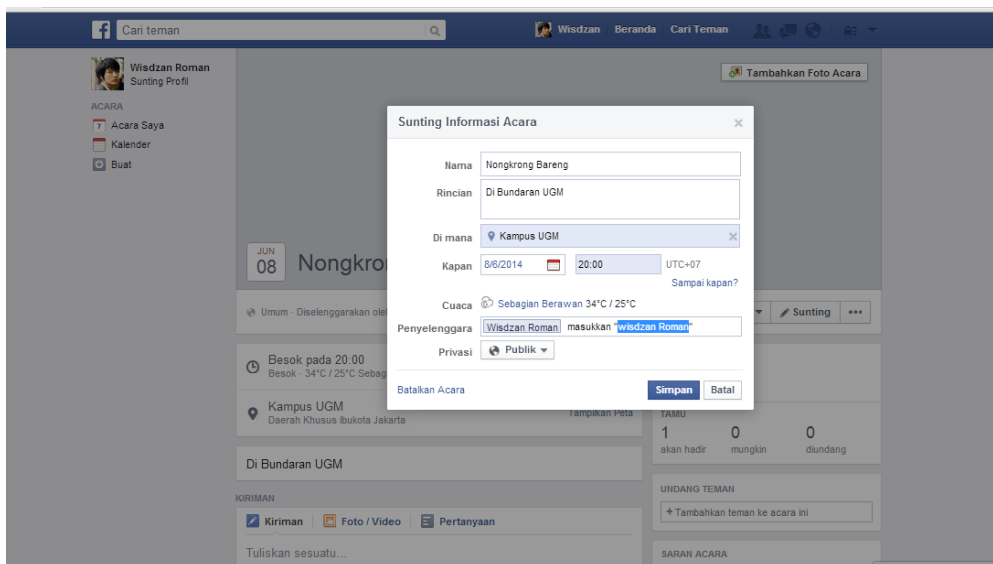 f Cari teman
Wisdzan Beranda Cari Teman
Wisdzan Roman
Sunting Profil
Tambahkan Foto Acara
ACARA
7 Acara Saya
Kalender
Buat
Sunting Informasi Acara
Nama Nongkrong Bareng
Rincian Di Bundaran UGM
Di mana Kampus UGM
Kapan 8/6/2014 20:00 UTC+07
Sampai kapan?
Cuaca Sebagian Berawan 34°C / 25°C
Penyelenggara Wisdzan Roman masukkan "wisdzan Roman"
Privasi Publik
Batalkan Acara Simpan Batal
JUN
08
Nongkro
Umum · Diselenggarakan ole
Sunting
Besok pada 20:00
Besok · 34°C / 25°C Sebag
Kampus UGM
Daerah Khusus Ibukota Jakarta
Tampilkan Peta
TAMU
1 0 0
akan hadir mungkin diundang
Di Bundaran UGM
UNDANG TEMAN
+ Tambahkan teman ke acara ini
KIRIMAN
Kiriman Foto / Video Pertanyaan
Tuliskan sesuatu...
SARAN ACARA